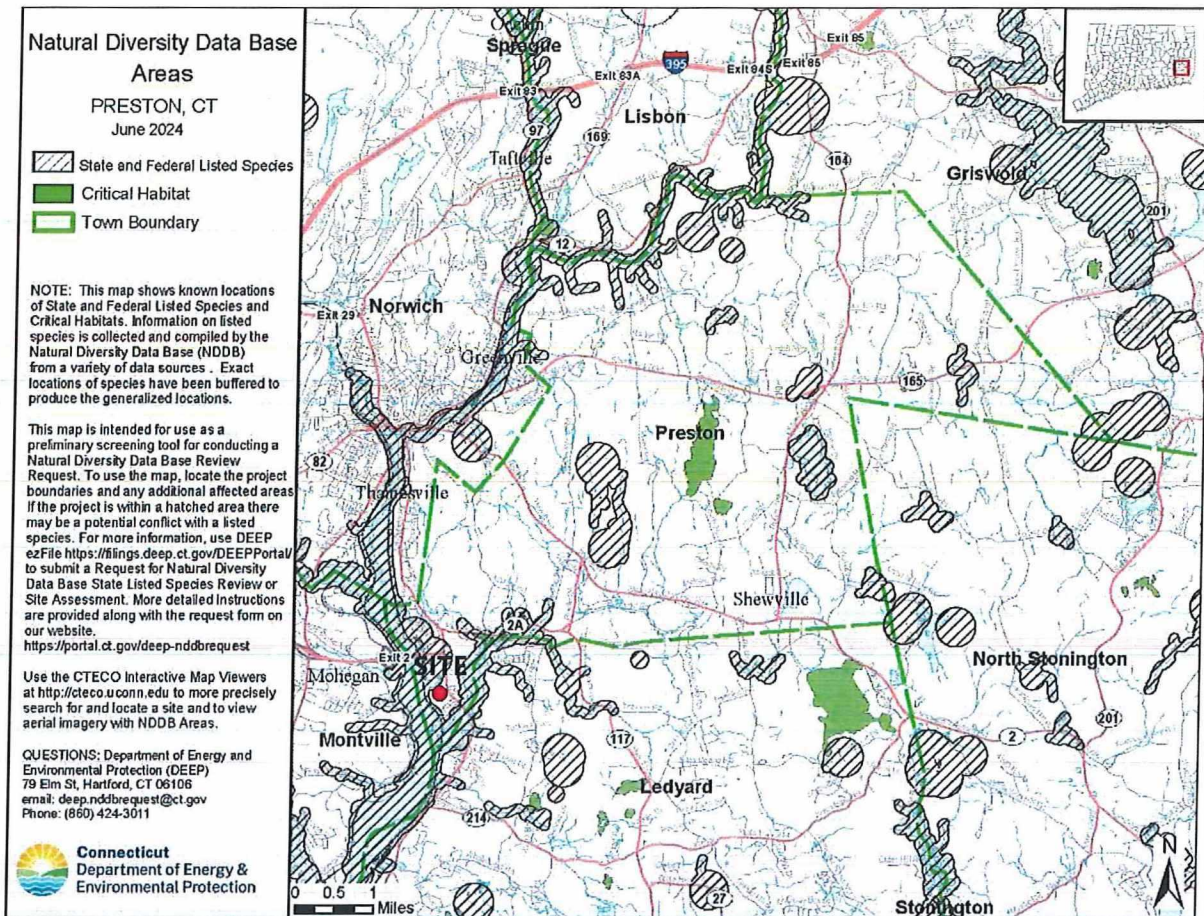 Natural Diversity Data Base
Areas
PRESTON, CT
June 2024
State and Federal Listed Species
Critical Habitat
Town Boundary
NOTE: This map shows known locations
of State and Federal Listed Species and
Critical Habitats. Information on listed
species is collected and compiled by the
Natural Diversity Data Base (NDDB)
from a variety of data sources . Exact
locations of species have been buffered to
produce the generalized locations.
This map is intended for use as a
preliminary screening tool for conducting a
Natural Diversity Data Base Review
Request. To use the map, locate the project
boundaries and any additional affected areas
If the project is within a hatched area there
may be a potential conflict with a listed
species. For more information, use DEEP
ezFile https://filings.deep.ct.gov/DEEPPortal/
to submit a Request for Natural Diversity
Data Base State Listed Species Review or
Site Assessment. More detailed instructions
are provided along with the request form on
our website.
https://portal.ct.gov/deep-nddbrequest
Use the CTECO Interactive Map Viewers
at http://cteco.uconn.edu to more precisely
search for and locate a site and to view
aerial imagery with NDDB Areas.
QUESTIONS: Department of Energy and
Environmental Protection (DEEP)
79 Elm St, Hartford, CT 06106
email: deep.nddbrequest@ct.gov
Phone: (860) 424-3011
Connecticut
Department of Energy &
Environmental Protection
Sprague
Exit 85
395
Exit 83A
Exit 84S
Exit 85
Exit 83
Lisbon
97
169
Taftville
164
Griswold
201
12
Norwich
Exit 29
Greenville
165
Preston
82
Thamesville
Shewville
2A
Exit 2
SITE
Mohegan
North Stonington
Montville
201
117
2
Ledyard
214
27
Stonington
N
0 0.5 1
Miles